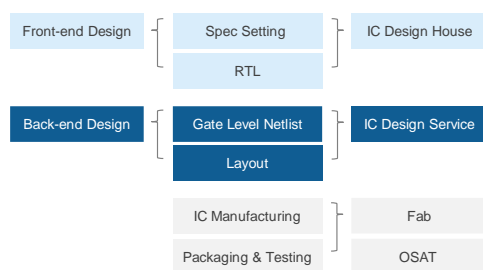 Front-end Design
Spec Setting
IC Design House
RTL
Back-end Design
Gate Level Netlist
IC Design Service
Layout
IC Manufacturing
Fab
Packaging & Testing
OSAT